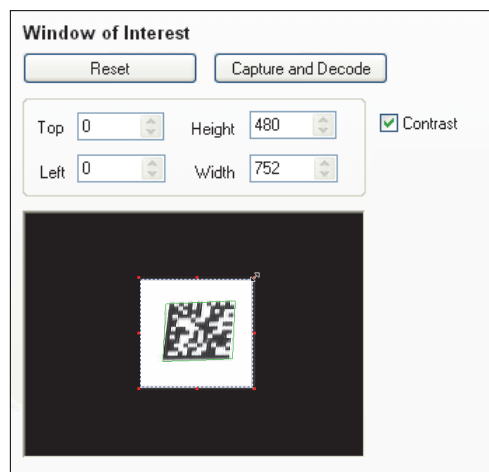 Window of Interest
Reset Capture and Decode
Top 0 Height 480 Contrast
Left 0 Width 752